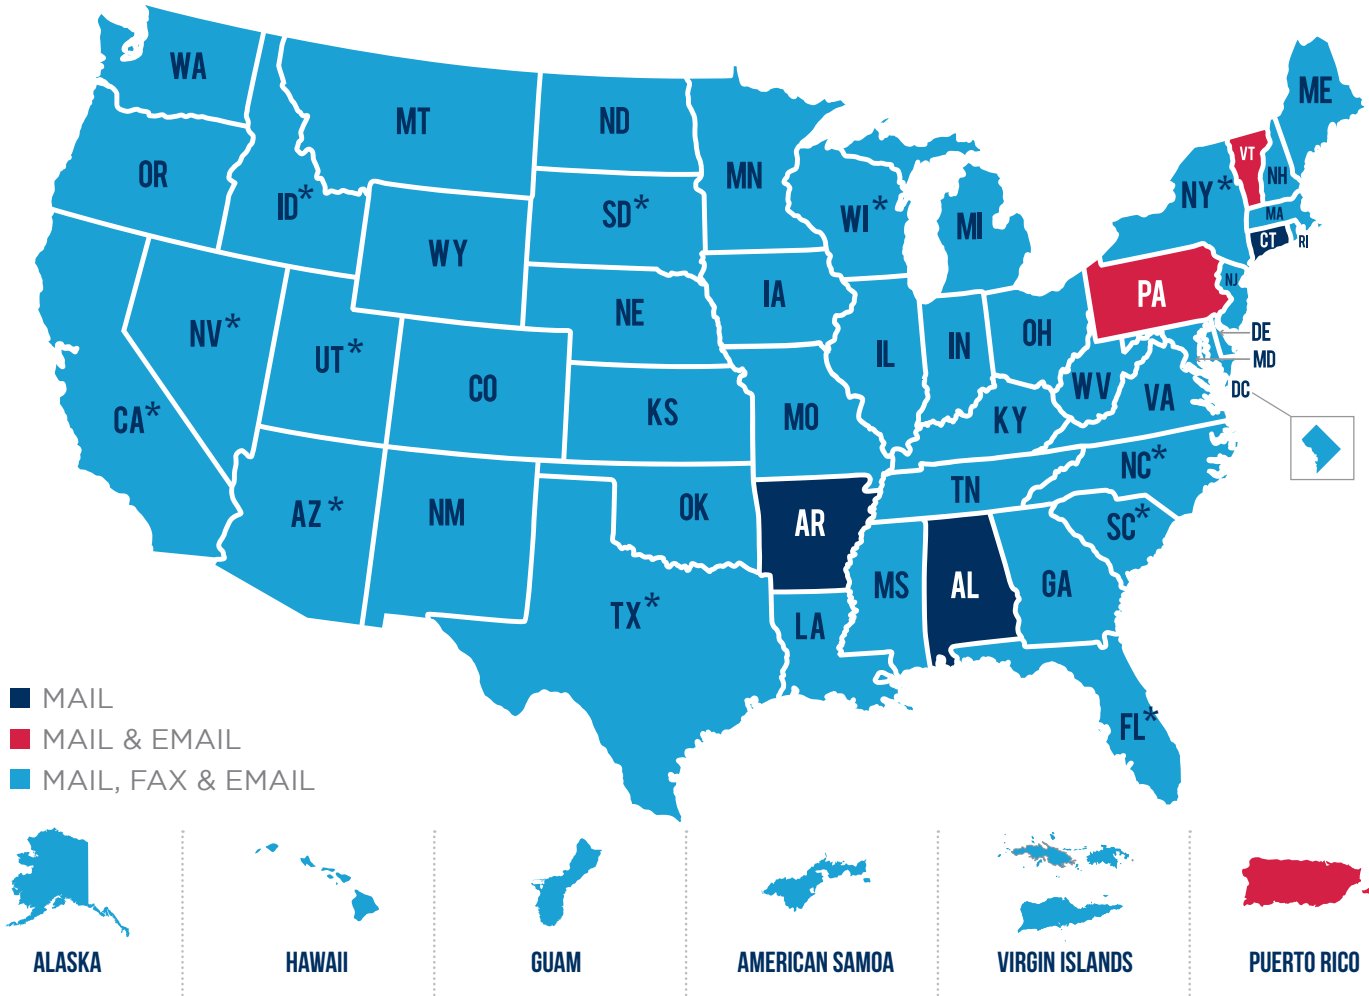 WA
MT
ND
ME
OR
MN
VT
ID*
SD*
WI*
MI
NY*
NH
MA
CT
RI
WY
NE
IA
PA
NJ
NV*
UT*
CO
IL
IN
OH
DE
MD
DC
CA*
KS
MO
KY
WV
VA
AZ*
NM
OK
AR
TN
NC*
SC*
TX*
LA
MS
AL
GA
FL*
MAIL
MAIL & EMAIL
MAIL, FAX & EMAIL
ALASKA
HAWAII
GUAM
AMERICAN SAMOA
VIRGIN ISLANDS
PUERTO RICO